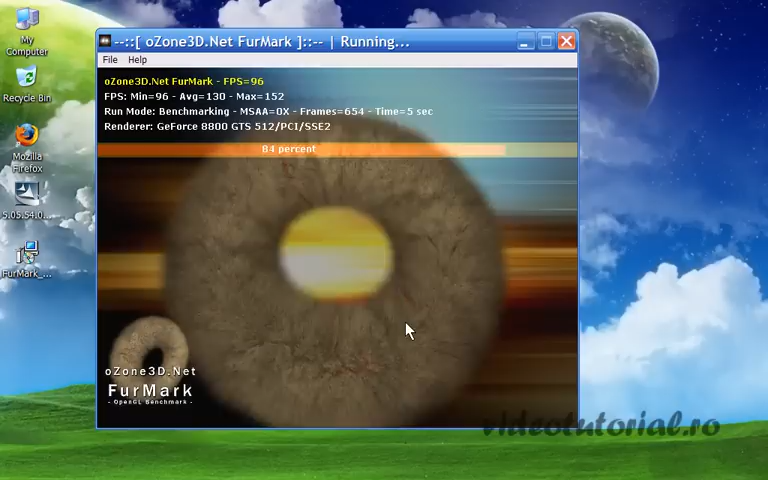 My
Computer
Recycle Bin
Mozilla
Firefox
5.05.54.0...
FurMark_...
--::[ oZone3D.Net FurMark ]::-- | Running...
File Help
oZone3D.Net FurMark - FPS=96
FPS: Min=96 - Avg=130 - Max=152
Run Mode: Benchmarking - MSAA=0X - Frames=654 - Time=5 sec
Renderer: GeForce 8800 GTS 512/PCI/SSE2
84 percent
oZone3D.Net
FurMark
- OpenGL Benchmark -
videotutorial.ro